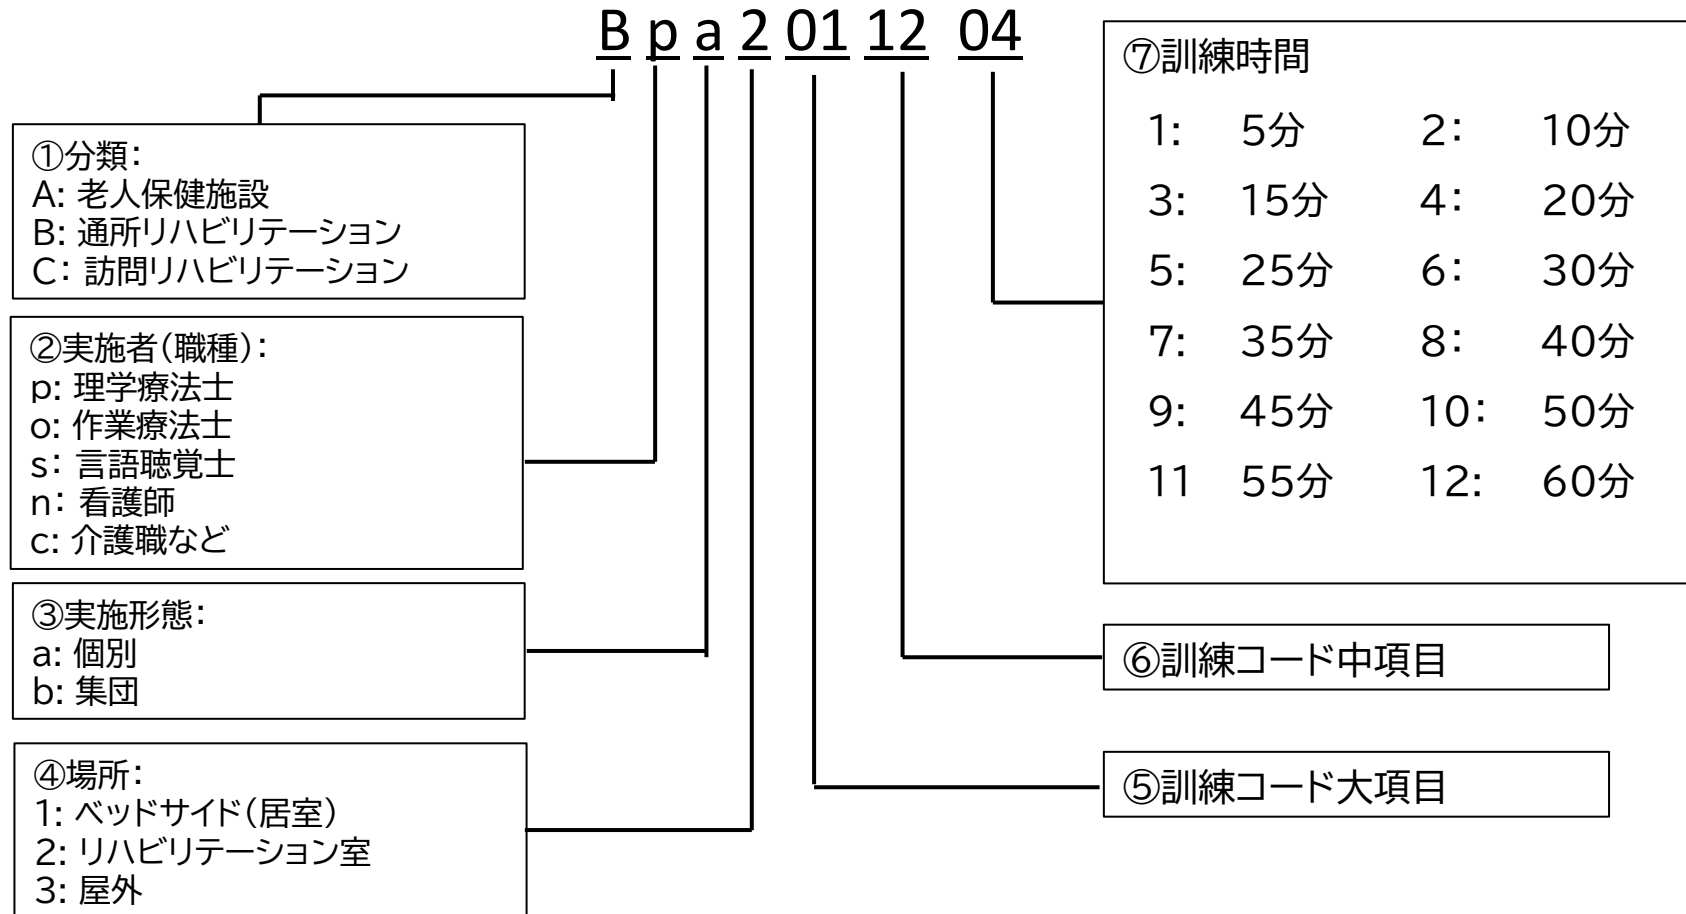 B p a 2 01 12 04
①分類：
A: 老人保健施設
B: 通所リハビリテーション
C： 訪問リハビリテーション
②実施者（職種）：
p: 理学療法士
o: 作業療法士
s： 言語聴覚士
n： 看護師
c: 介護職など
③実施形態：
a: 個別
b: 集団
④場所：
1: ベッドサイド（居室）
2: リハビリテーション室
3: 屋外
⑦訓練時間
1: 5分 2： 10分
3: 15分 4： 20分
5: 25分 6： 30分
7: 35分 8： 40分
9: 45分 10： 50分
11 55分 12: 60分
⑥訓練コード中項目
⑤訓練コード大項目